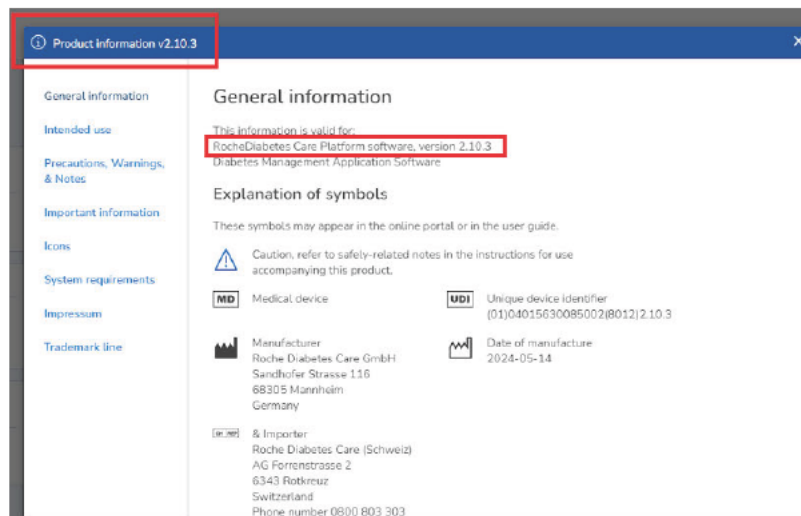 Product information v2.10.3
General information
Intended use
Precautions, Warnings,
& Notes
Important information
Icons
System requirements
Impressum
Trademark line
General information
This information is valid for:
RocheDiabetes Care Platform software, version 2.10.3
Diabetes Management Application Software
Explanation of symbols
These symbols may appear in the online portal or in the user guide.
Caution, refer to safely-related notes in the instructions for use
accompanying this product.
MD Medical device
UDI Unique device identifier
(01)04015630085002(8012)2.10.3
Manufacturer
Roche Diabetes Care GmbH
Sandhofer Strasse 116
68305 Mannheim
Germany
Date of manufacture
2024-05-14
& Importer
Roche Diabetes Care (Schweiz)
AG Forrenstrasse 2
6343 Rotkreuz
Switzerland
Phone number 0800 803 303